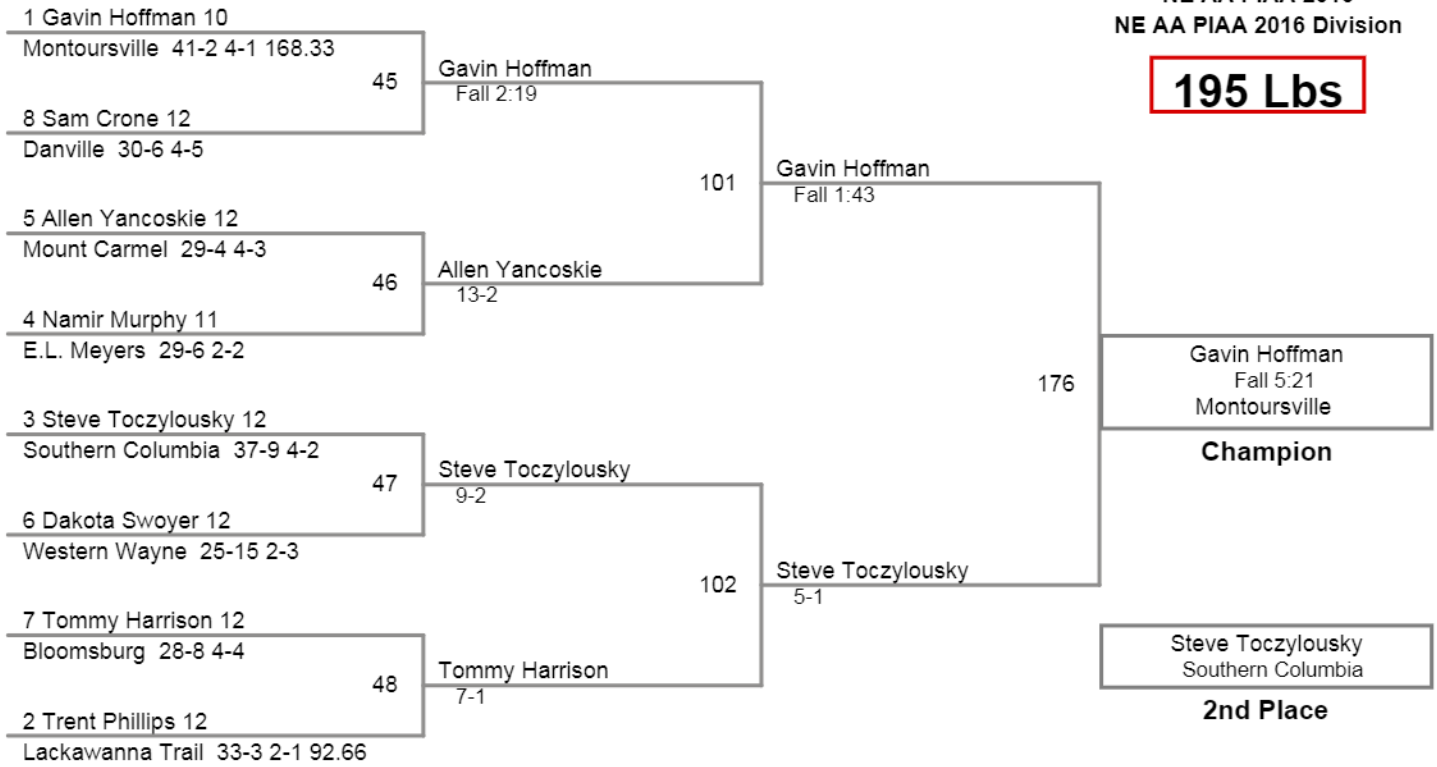 NE AA PIAA 2016 Division
195 Lbs
1 Gavin Hoffman 10
Montoursville 41-2 4-1 168.33
45
8 Sam Crone 12
Danville 30-6 4-5
Gavin Hoffman
Fall 2:19
101
5 Allen Yancoskie 12
Mount Carmel 29-4 4-3
46
4 Namir Murphy 11
E.L. Meyers 29-6 2-2
Allen Yancoskie
13-2
Gavin Hoffman
Fall 1:43
176
3 Steve Toczylousky 12
Southern Columbia 37-9 4-2
47
6 Dakota Swoyer 12
Western Wayne 25-15 2-3
Steve Toczylousky
9-2
102
7 Tommy Harrison 12
Bloomsburg 28-8 4-4
48
2 Trent Phillips 12
Lackawanna Trail 33-3 2-1 92.66
Tommy Harrison
7-1
Steve Toczylousky
5-1
Gavin Hoffman
Fall 5:21
Montoursville
Champion
Steve Toczylousky
Southern Columbia
2nd Place